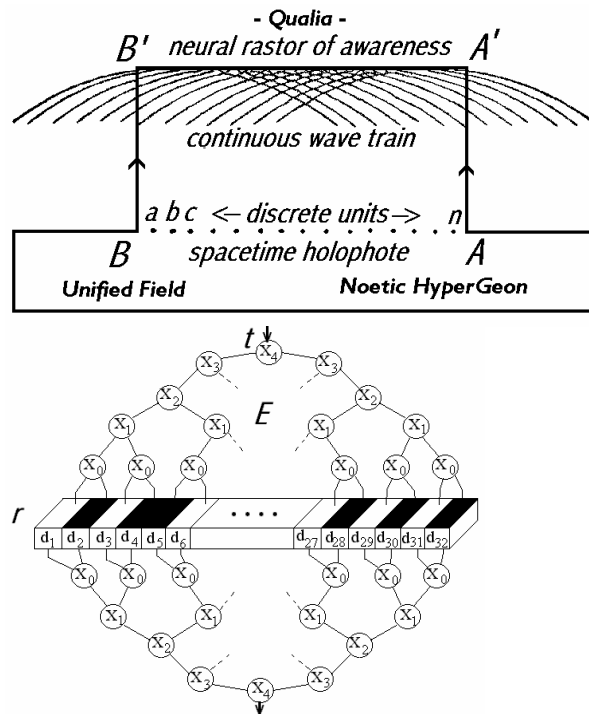 - Qualia -
B' neural rastor of awareness A'
continuous wave train
a b c <— discrete units —> n
B spacetime holophote A
Unified Field Noetic HyperGeon
t X4
X3 X3
X2 E X2
X1 X1 X1 X1
X0 X0 X0 X0 X0 X0
r
d1 d2 d3 d4 d5 d6 .... d27 d28 d29 d30 d31 d32
X0 X0 X0 X0 X0 X0
X1 X1 X1 X1
X2 X2
X3 X3
X4